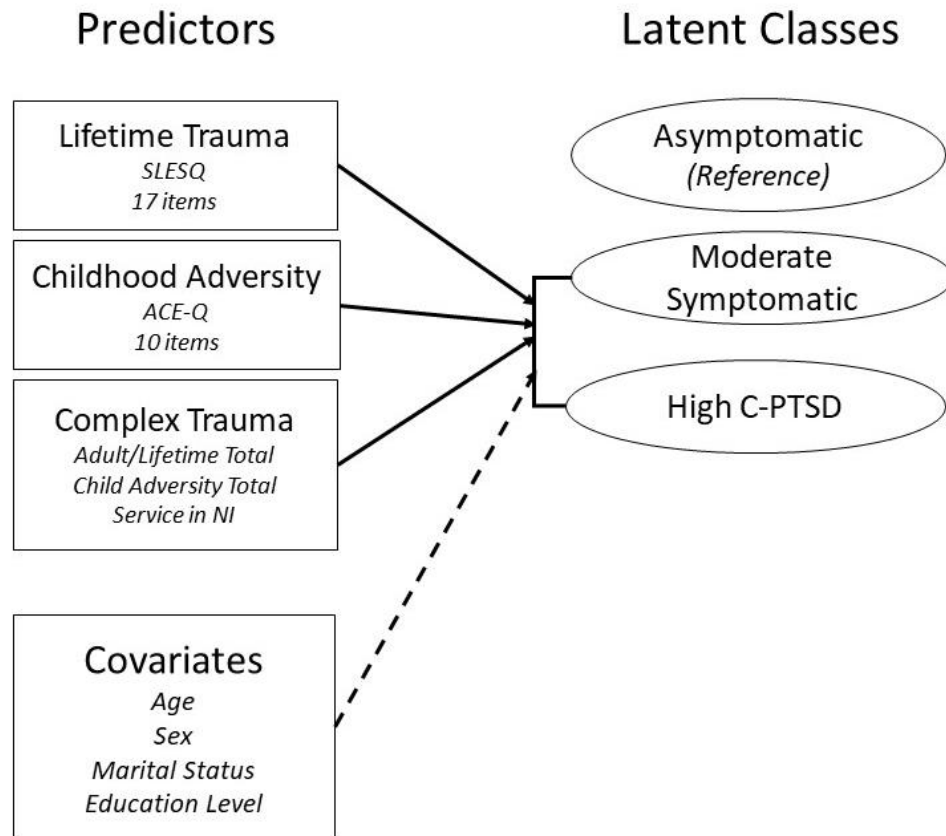 Predictors
Latent Classes
Lifetime Trauma
SLESQ
17 items
Childhood Adversity
ACE-Q
10 items
Complex Trauma
Adult/Lifetime Total
Child Adversity Total
Service in NI
Covariates
Age
Sex
Marital Status
Education Level
Asymptomatic
(Reference)
Moderate
Symptomatic
High C-PTSD